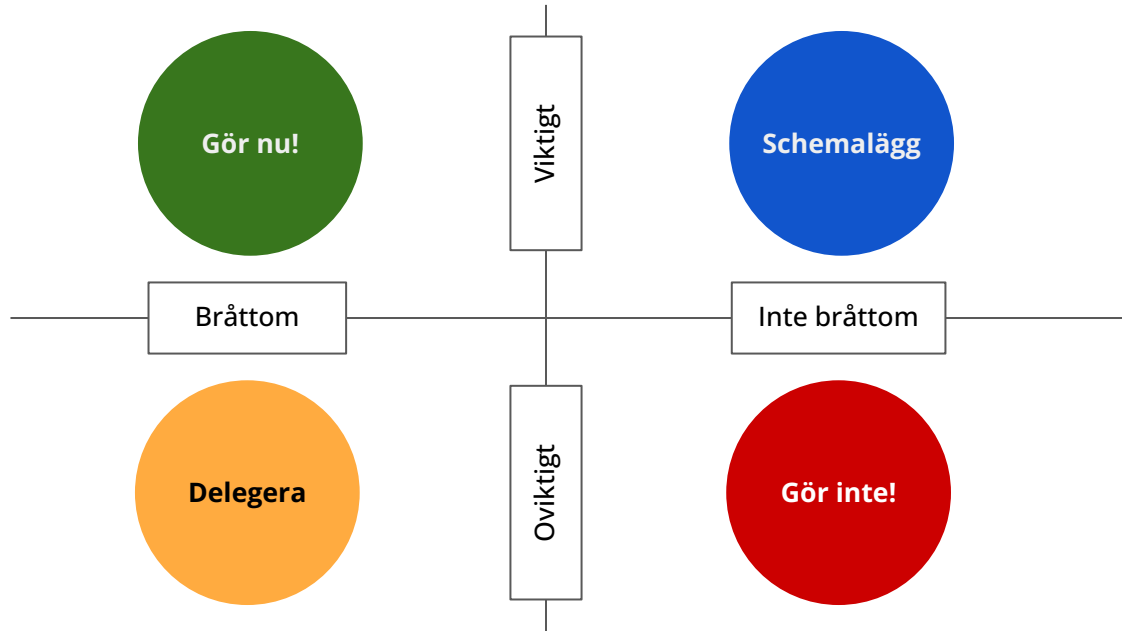 Gör nu!
Viktigt
Schemalägg
Bråttom
Inte bråttom
Delegera
Oviktigt
Gör inte!